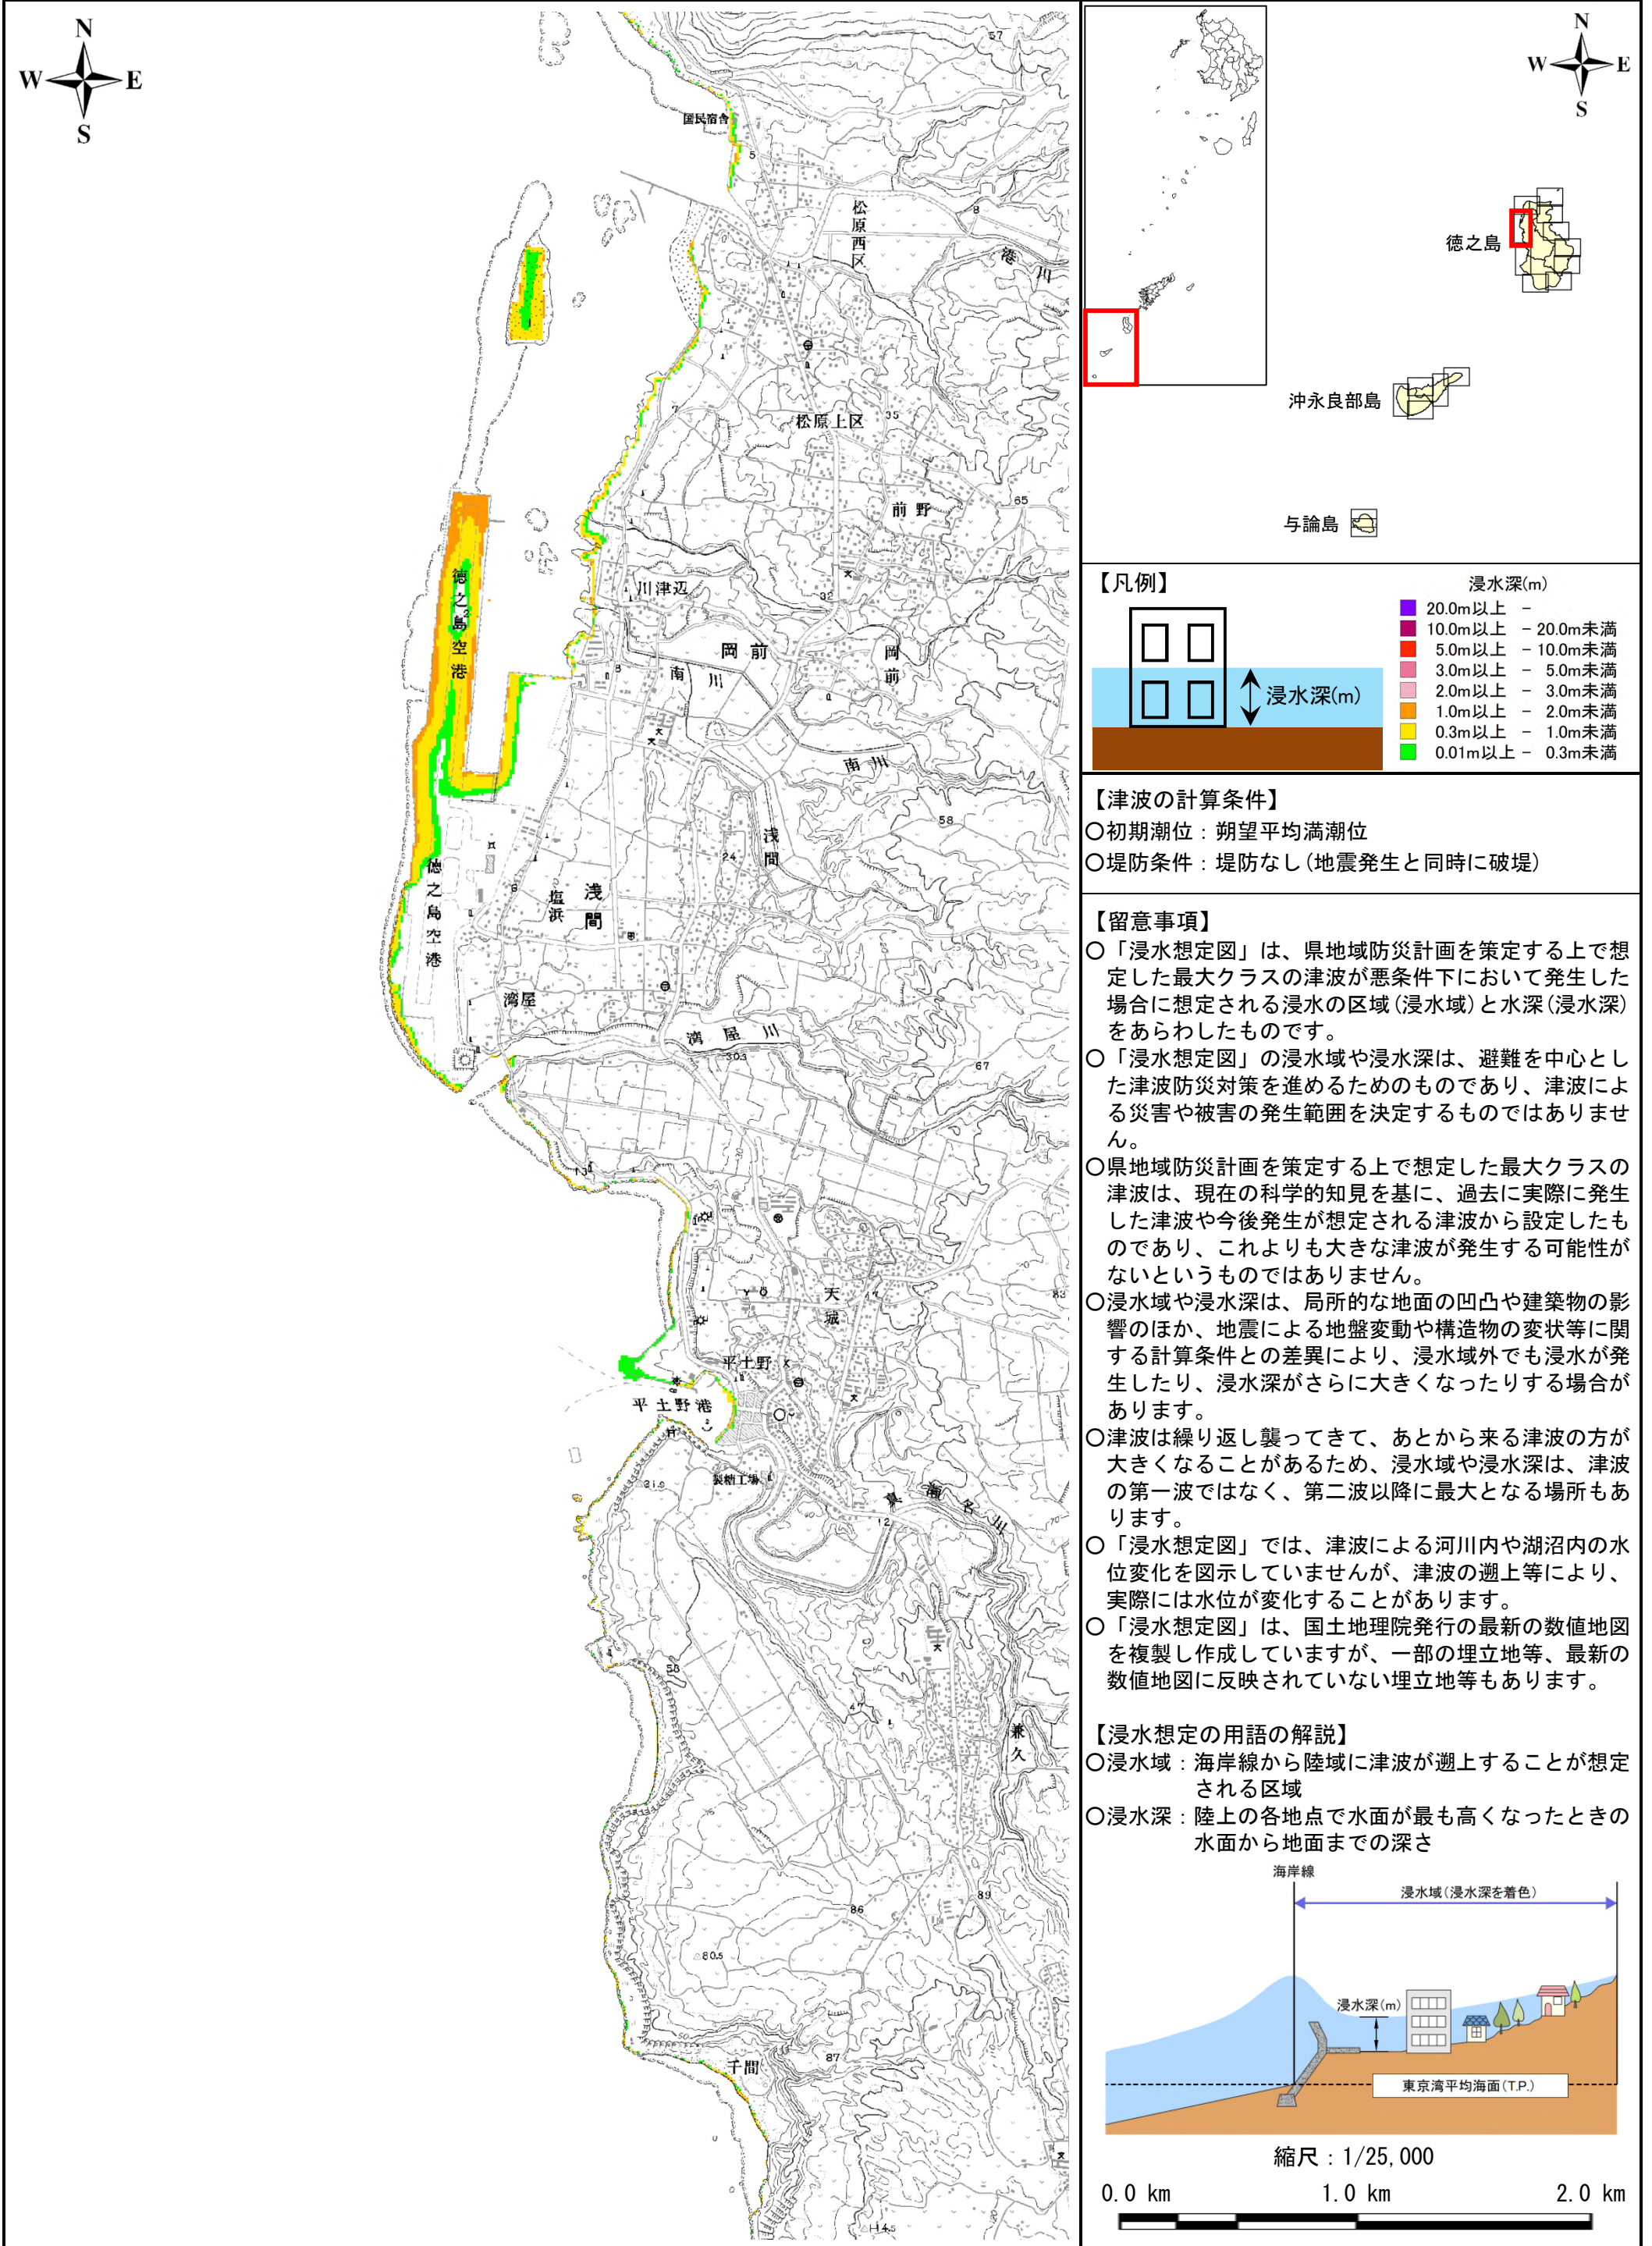 N
W E
S
国民宿舎
57
5
松原西区
8
港川
松原上区
35
7
前野
65
徳之島空港
2
川津辺
32
岡前
岡前
南川
8
南川
58
浅間
24
徳之島空港
6
塩浜
浅間
湾屋
湾屋川
30.3
67
13
天城
47
83
平土野
平土野港
2
製糖工場
31.9
真瀬名川
12
70
58
47
兼久
75
89
86
80.5
50
千間
87
114.5
N
W E
S
徳之島
沖永良部島
与論島
【凡例】
浸水深(m)
20.0m以上 −
10.0m以上 − 20.0m未満
5.0m以上 − 10.0m未満
3.0m以上 − 5.0m未満
2.0m以上 − 3.0m未満
1.0m以上 − 2.0m未満
0.3m以上 − 1.0m未満
0.01m以上 − 0.3m未満
浸水深(m)
【津波の計算条件】
○初期潮位：朔望平均満潮位
○堤防条件：堤防なし(地震発生と同時に破堤)
【留意事項】
○「浸水想定図」は、県地域防災計画を策定する上で想
定した最大クラスの津波が悪条件下において発生した
場合に想定される浸水の区域(浸水域)と水深(浸水深)
をあらわしたものです。
○「浸水想定図」の浸水域や浸水深は、避難を中心とし
た津波防災対策を進めるためのものであり、津波によ
る災害や被害の発生範囲を決定するものではありませ
ん。
○県地域防災計画を策定する上で想定した最大クラスの
津波は、現在の科学的知見を基に、過去に実際に発生
した津波や今後発生が想定される津波から設定したも
のであり、これよりも大きな津波が発生する可能性が
ないというものではありません。
○浸水域や浸水深は、局所的な地面の凹凸や建築物の影
響のほか、地震による地盤変動や構造物の変状等に関
する計算条件との差異により、浸水域外でも浸水が発
生したり、浸水深がさらに大きくなったりする場合が
あります。
○津波は繰り返し襲ってきて、あとから来る津波の方が
大きくなることがあるため、浸水域や浸水深は、津波
の第一波ではなく、第二波以降に最大となる場所もあ
ります。
○「浸水想定図」では、津波による河川内や湖沼内の水
位変化を図示していませんが、津波の遡上等により、
実際には水位が変化することがあります。
○「浸水想定図」は、国土地理院発行の最新の数値地図
を複製し作成していますが、一部の埋立地等、最新の
数値地図に反映されていない埋立地等もあります。
【浸水想定の用語の解説】
○浸水域：海岸線から陸域に津波が遡上することが想定
される区域
○浸水深：陸上の各地点で水面が最も高くなったときの
水面から地面までの深さ
海岸線
浸水域(浸水深を着色)
浸水深(m)
東京湾平均海面(T.P.)
縮尺：1/25,000
0.0 km 1.0 km 2.0 km